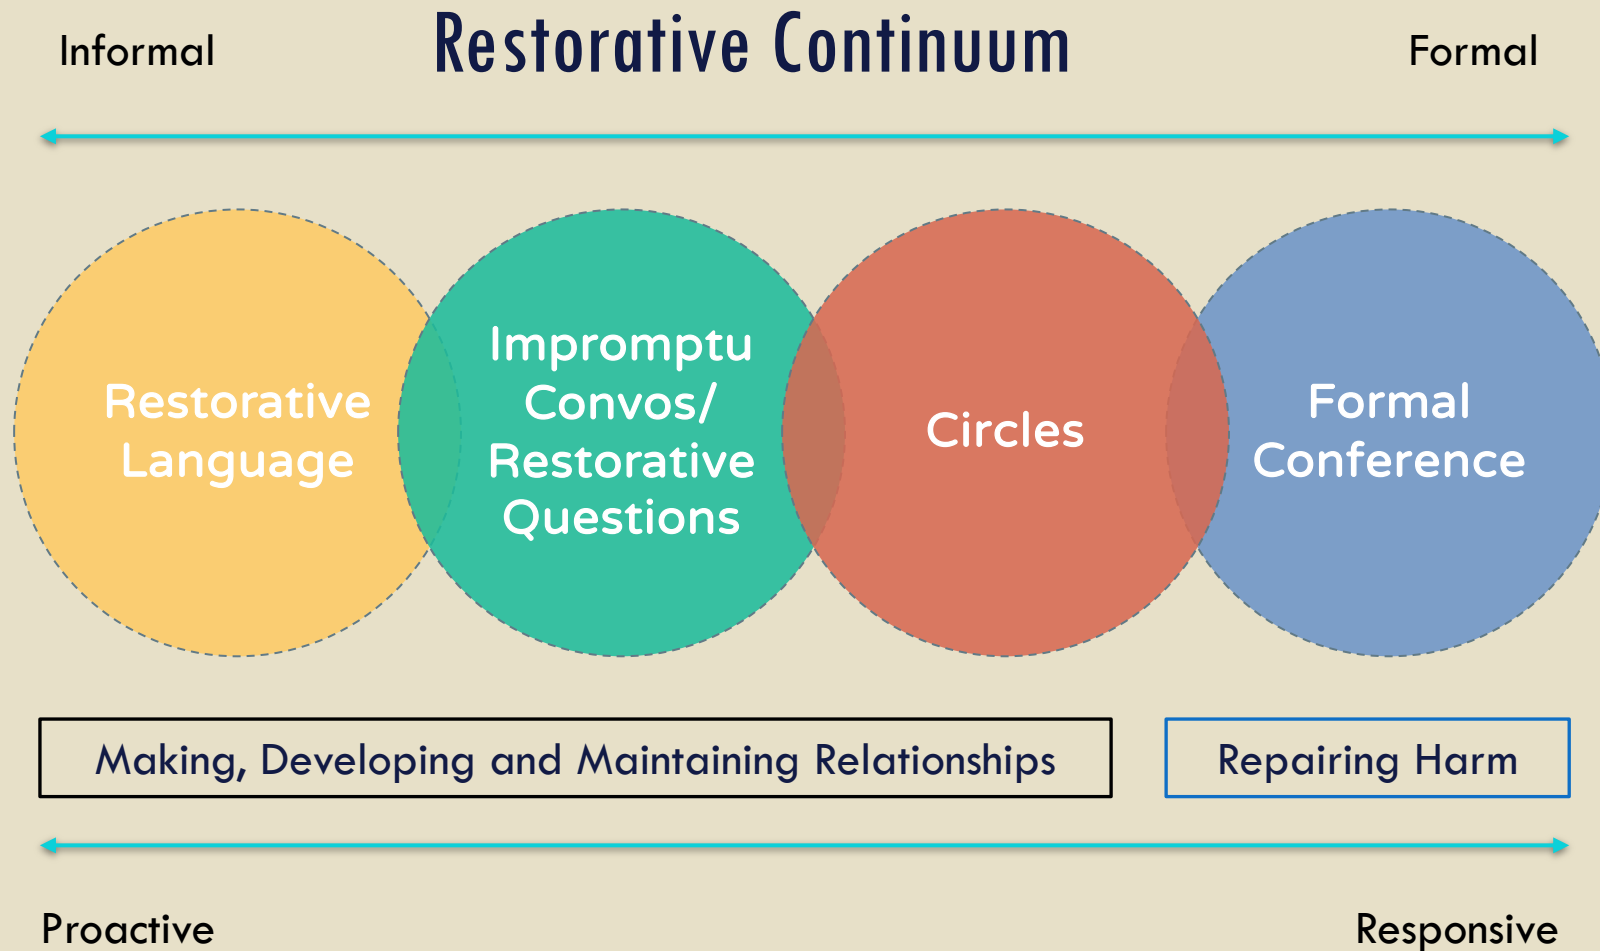 Restorative Continuum
Informal
Formal
Restorative
Language
Impromptu
Convos/
Restorative
Questions
Circles
Formal
Conference
Making, Developing and Maintaining Relationships
Repairing Harm
Proactive
Responsive